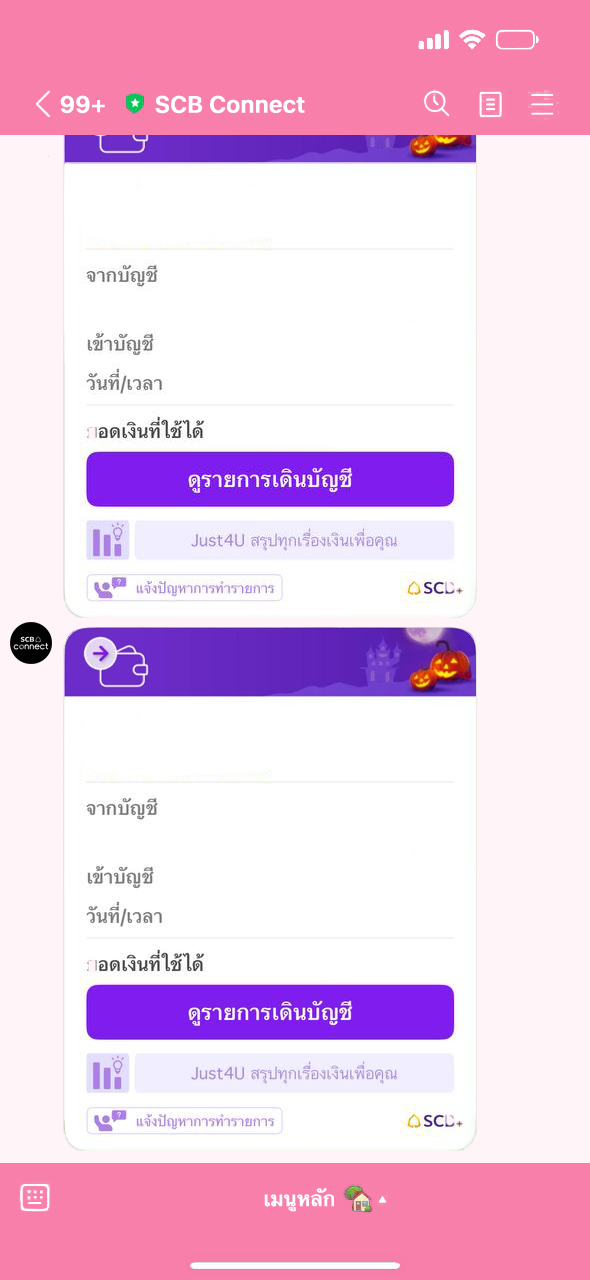 99+ SCB Connect
จากบัญชี
เข้าบัญชี
วันที่/เวลา
ยอดเงินที่ใช้ได้
ดูรายการเดินบัญชี
Just4U สรุปทุกเรื่องเงินเพื่อคุณ
? แจ้งปัญหาการทำรายการ SCB+
SCB connect
จากบัญชี
เข้าบัญชี
วันที่/เวลา
ยอดเงินที่ใช้ได้
ดูรายการเดินบัญชี
Just4U สรุปทุกเรื่องเงินเพื่อคุณ
? แจ้งปัญหาการทำรายการ SCB+
เมนูหลัก